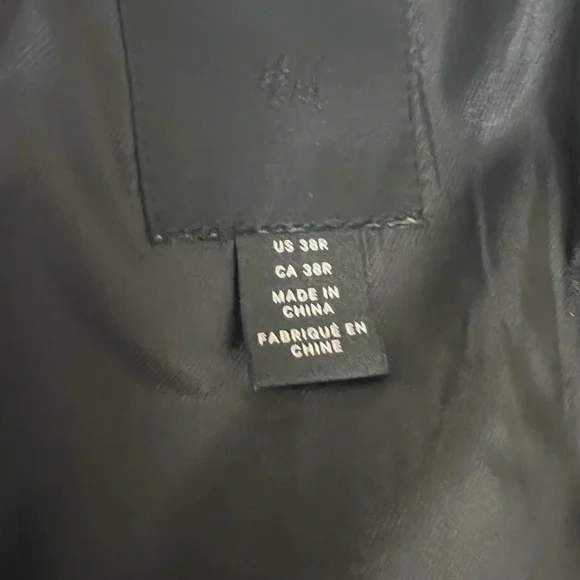 H&M
US 38R
CA 38R
MADE IN
CHINA
FABRIQUÉ EN
CHINE